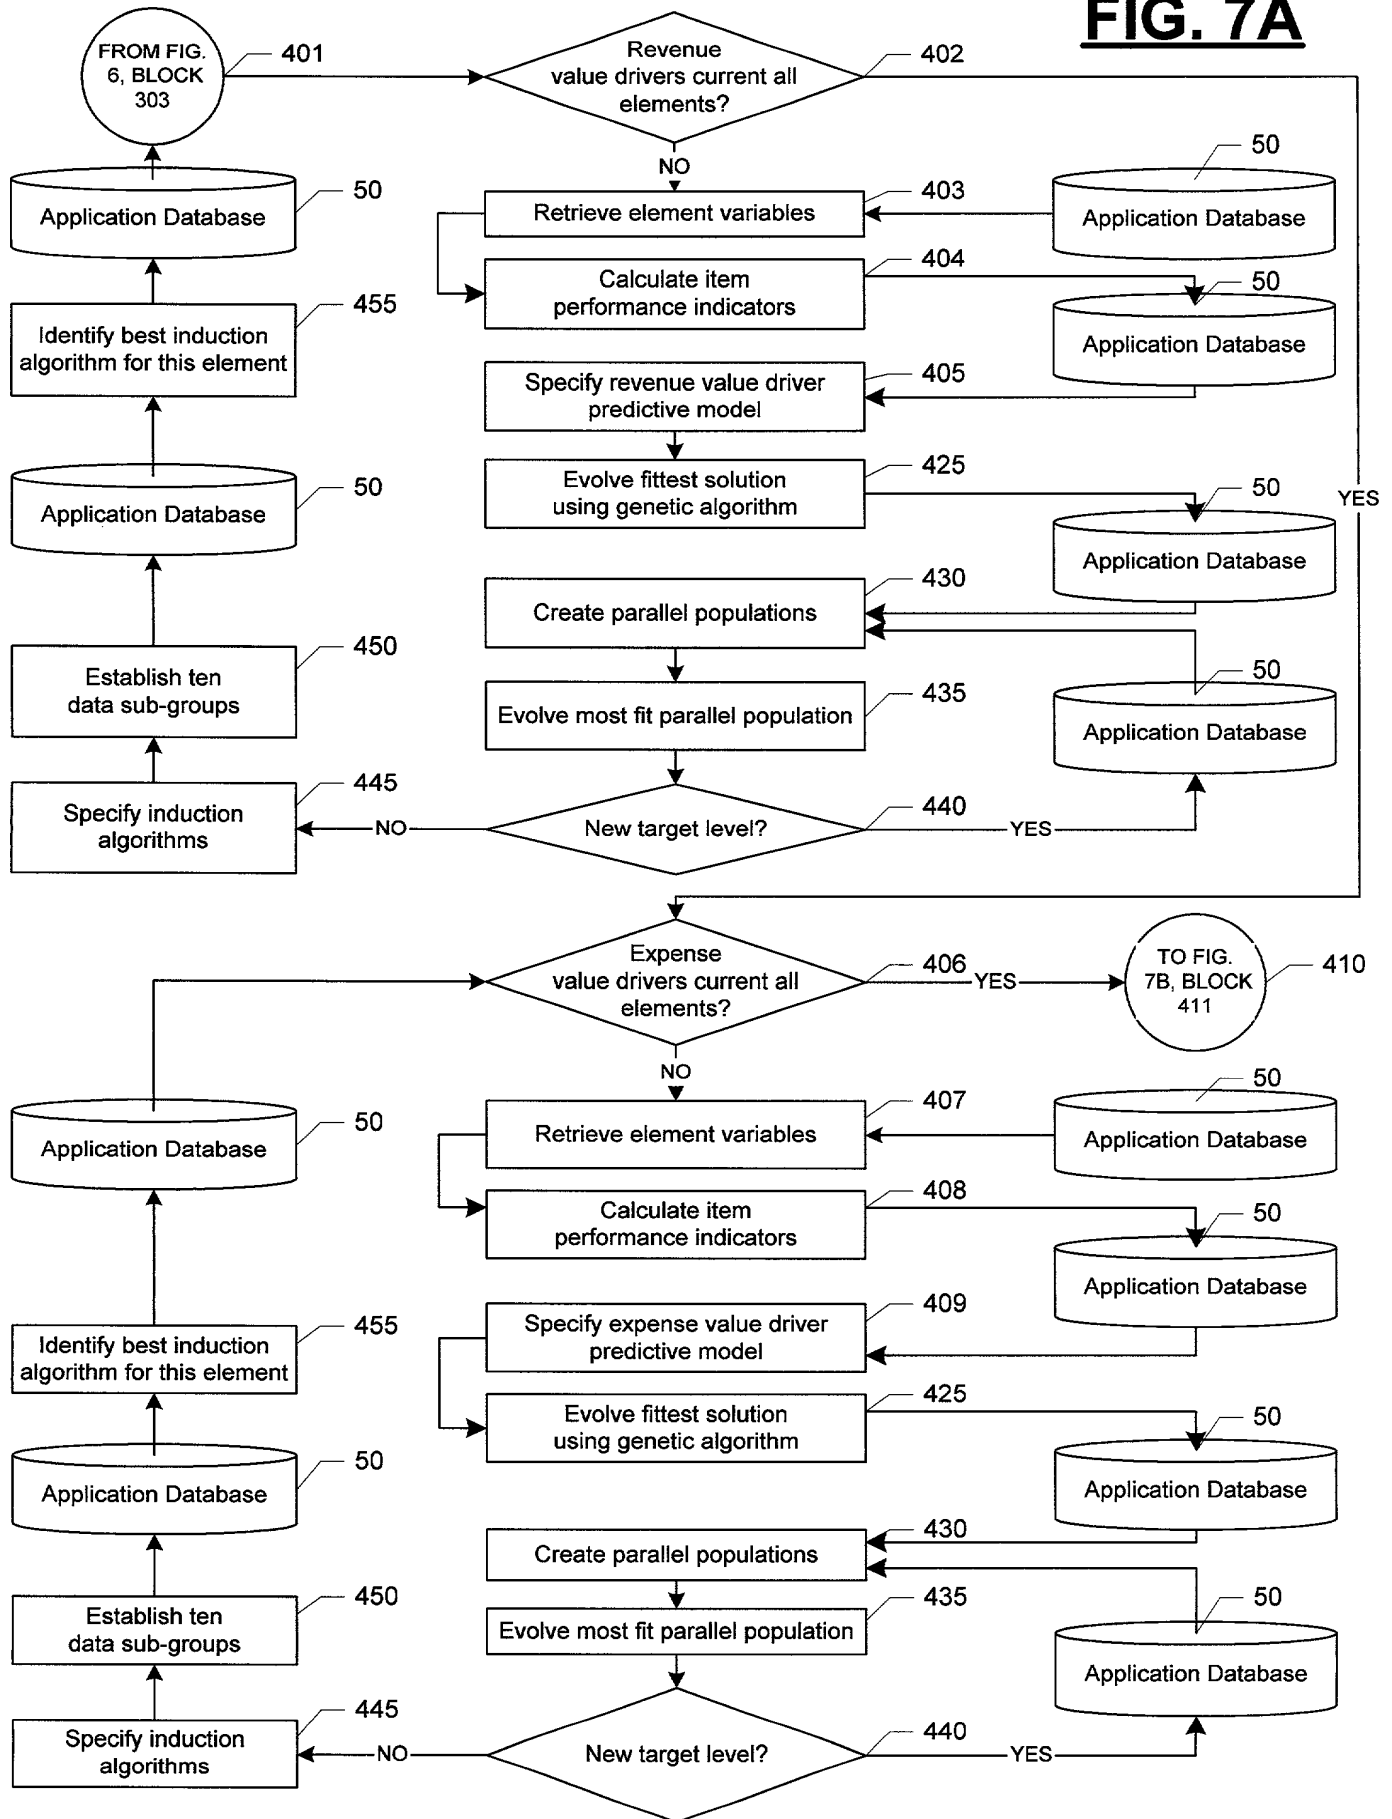 FIG. 7A
FROM FIG.
6, BLOCK
303
401
Revenue
value drivers current all
elements?
402
NO
YES
50
Application Database
403
Retrieve element variables
50
Application Database
404
Calculate item
performance indicators
50
Application Database
455
Identify best induction
algorithm for this element
405
Specify revenue value driver
predictive model
50
Application Database
425
Evolve fittest solution
using genetic algorithm
50
Application Database
430
Create parallel populations
450
Establish ten
data sub-groups
435
Evolve most fit parallel population
50
Application Database
445
Specify induction
algorithms
NO
New target level?
440
YES
Expense
value drivers current all
elements?
406
YES
TO FIG.
7B, BLOCK
411
410
NO
50
Application Database
407
Retrieve element variables
50
Application Database
408
Calculate item
performance indicators
50
Application Database
455
Identify best induction
algorithm for this element
409
Specify expense value driver
predictive model
50
Application Database
425
Evolve fittest solution
using genetic algorithm
50
Application Database
430
Create parallel populations
450
Establish ten
data sub-groups
435
Evolve most fit parallel population
50
Application Database
445
Specify induction
algorithms
NO
New target level?
440
YES